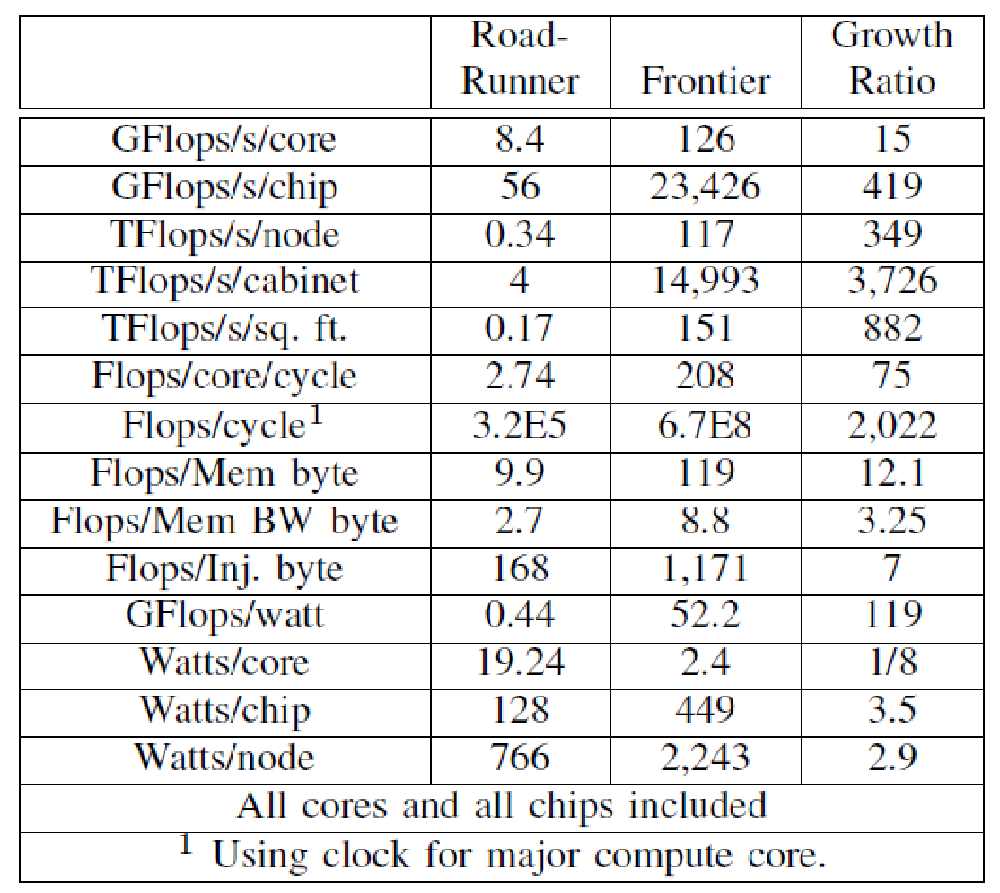 Road-Runner Frontier Growth Ratio
GFlops/s/core 8.4 126 15
GFlops/s/chip 56 23,426 419
TFlops/s/node 0.34 117 349
TFlops/s/cabinet 4 14,993 3,726
TFlops/s/sq. ft. 0.17 151 882
Flops/core/cycle 2.74 208 75
Flops/cycle¹ 3.2E5 6.7E8 2,022
Flops/Mem byte 9.9 119 12.1
Flops/Mem BW byte 2.7 8.8 3.25
Flops/Inj. byte 168 1,171 7
GFlops/watt 0.44 52.2 119
Watts/core 19.24 2.4 1/8
Watts/chip 128 449 3.5
Watts/node 766 2,243 2.9
All cores and all chips included
¹ Using clock for major compute core.